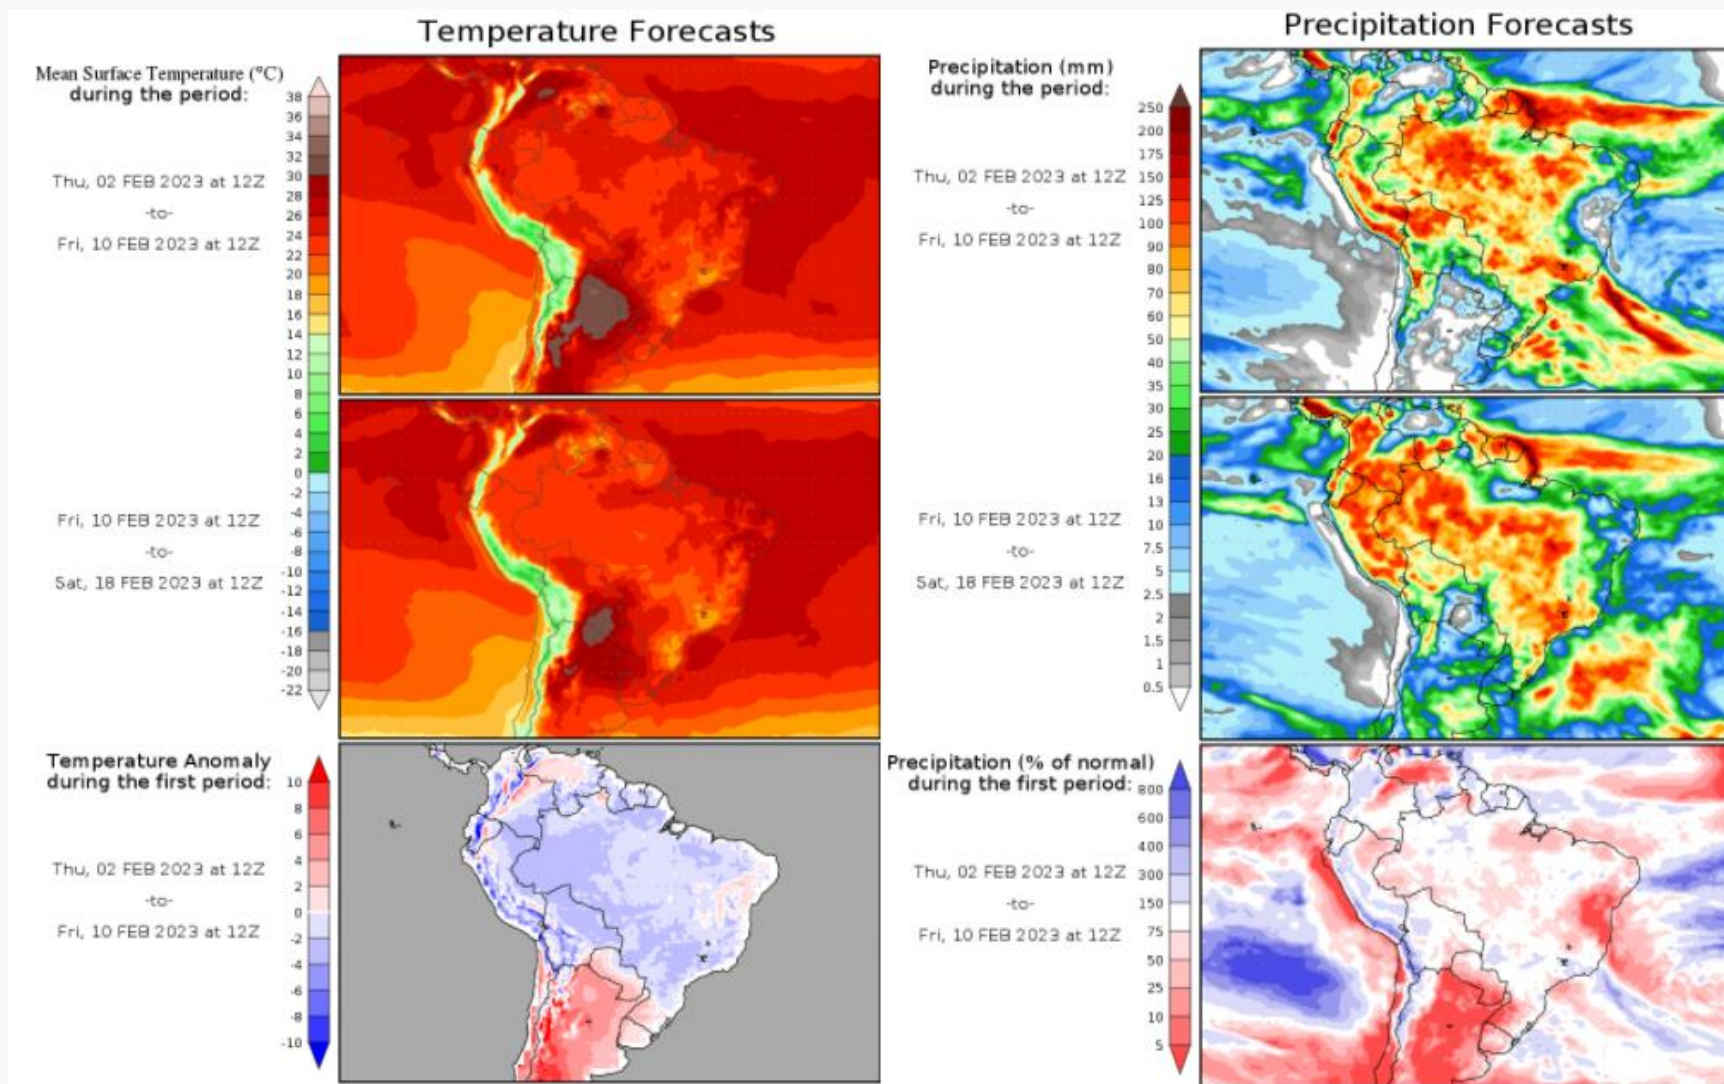 Temperature Forecasts
Mean Surface Temperature (°C)
during the period:
38
36
34
32
30
28
26
24
22
20
18
16
14
12
10
8
6
4
2
0
-2
-4
-6
-8
-10
-12
-14
-16
-18
-20
-22
Thu, 02 FEB 2023 at 12Z
-to-
Fri, 10 FEB 2023 at 12Z
Fri, 10 FEB 2023 at 12Z
-to-
Sat, 18 FEB 2023 at 12Z
Temperature Anomaly
during the first period:
10
8
6
4
2
0
-2
-4
-6
-8
-10
Thu, 02 FEB 2023 at 12Z
-to-
Fri, 10 FEB 2023 at 12Z
Precipitation Forecasts
Precipitation (mm)
during the period:
250
200
175
150
125
100
90
80
70
60
50
40
35
30
25
20
16
13
10
7.5
5
2.5
2
1.5
1
0.5
Thu, 02 FEB 2023 at 12Z
-to-
Fri, 10 FEB 2023 at 12Z
Fri, 10 FEB 2023 at 12Z
-to-
Sat, 18 FEB 2023 at 12Z
Precipitation (% of normal)
during the first period:
800
600
400
300
150
75
50
25
10
5
Thu, 02 FEB 2023 at 12Z
-to-
Fri, 10 FEB 2023 at 12Z